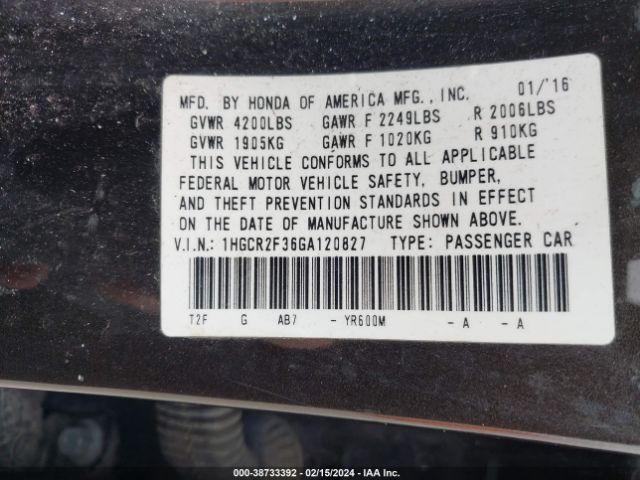 MFD. BY HONDA OF AMERICA MFG., INC. 01/'16
GVWR 4200LBS GAWR F 2249LBS R 2006LBS
GVWR 1905KG GAWR F 1020KG R 910KG
THIS VEHICLE CONFORMS TO ALL APPLICABLE
FEDERAL MOTOR VEHICLE SAFETY, BUMPER,
AND THEFT PREVENTION STANDARDS IN EFFECT
ON THE DATE OF MANUFACTURE SHOWN ABOVE.
V.I.N.: 1HGCR2F36GA120827 TYPE: PASSENGER CAR
T2F G AB7 - YR600M - A - A
000-38733392 - 02/15/2024 - IAA Inc.